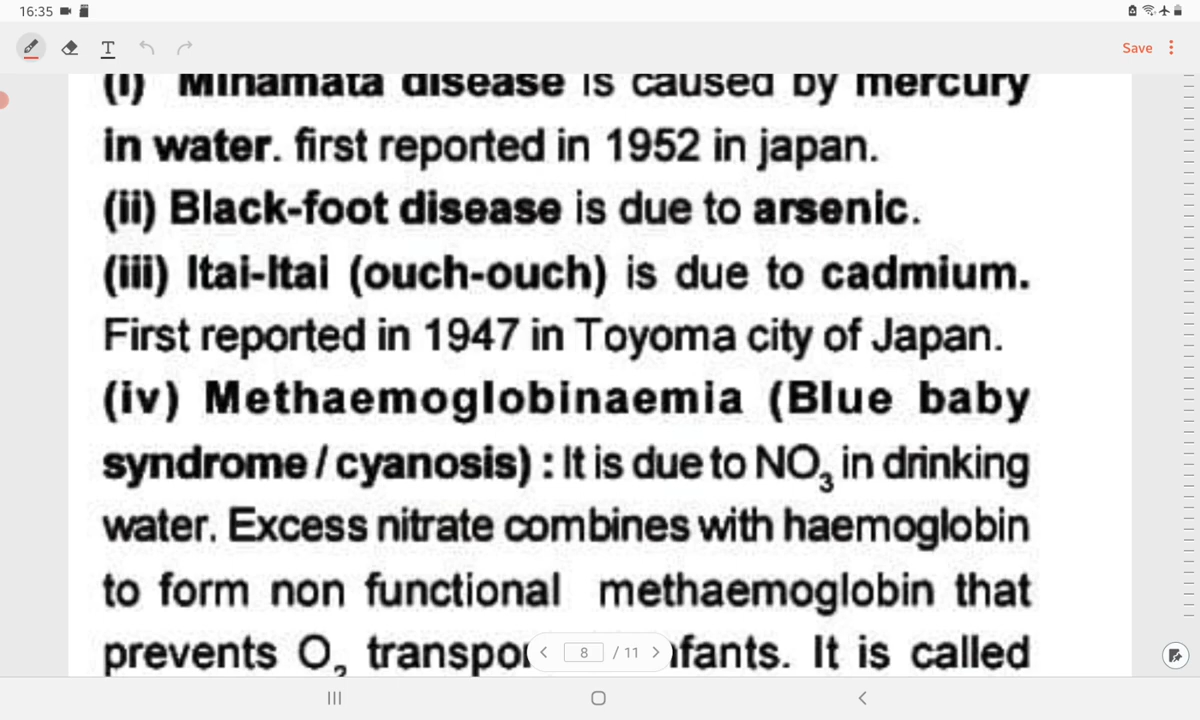 16:35
T
Save
(i) Minamata disease is caused by mercury
in water. first reported in 1952 in japan.
(ii) Black-foot disease is due to arsenic.
(iii) Itai-Itai (ouch-ouch) is due to cadmium.
First reported in 1947 in Toyoma city of Japan.
(iv) Methaemoglobinaemia (Blue baby
syndrome / cyanosis) : It is due to NO₃ in drinking
water. Excess nitrate combines with haemoglobin
to form non functional methaemoglobin that
prevents O₂ It is called
8 / 11